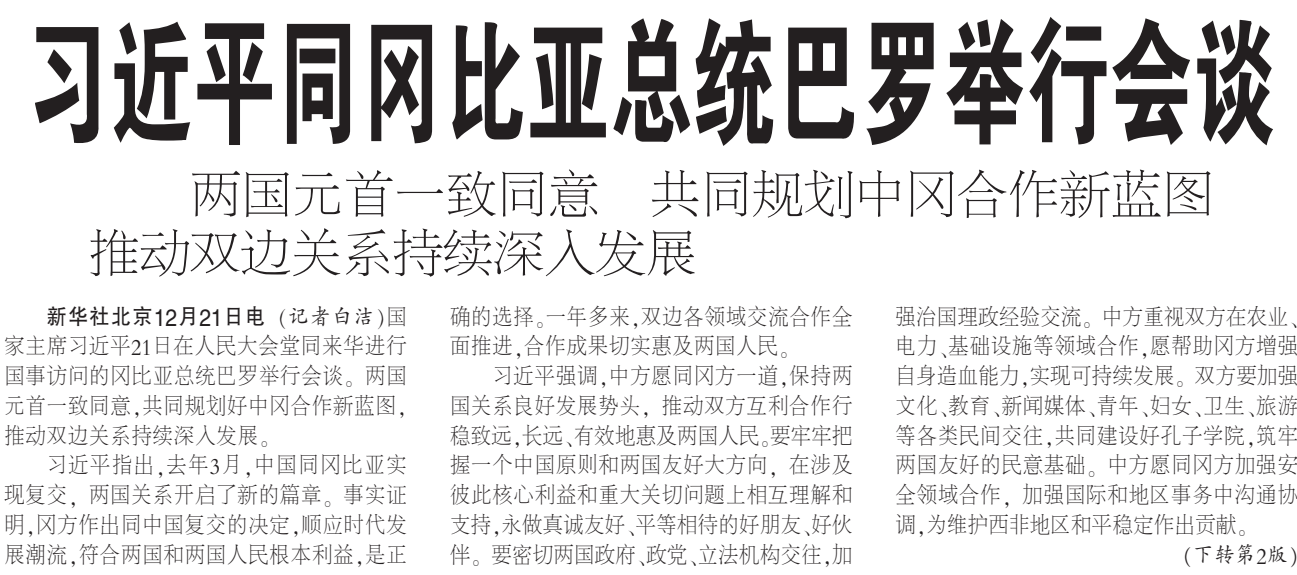 习近平同冈比亚总统巴罗举行会谈
两国元首一致同意　共同规划中冈合作新蓝图
推动双边关系持续深入发展
新华社北京12月21日电 (记者白洁)国
家主席习近平21日在人民大会堂同来华进行
国事访问的冈比亚总统巴罗举行会谈。两国
元首一致同意,共同规划好中冈合作新蓝图,
推动双边关系持续深入发展。
习近平指出,去年3月,中国同冈比亚实
现复交，两国关系开启了新的篇章。事实证
明,冈方作出同中国复交的决定,顺应时代发
展潮流,符合两国和两国人民根本利益,是正
确的选择。一年多来,双边各领域交流合作全
面推进,合作成果切实惠及两国人民。
习近平强调,中方愿同冈方一道,保持两
国关系良好发展势头，推动双方互利合作行
稳致远,长远、有效地惠及两国人民。要牢牢把
握一个中国原则和两国友好大方向，在涉及
彼此核心利益和重大关切问题上相互理解和
支持,永做真诚友好、平等相待的好朋友、好伙
伴。要密切两国政府、政党、立法机构交往,加
强治国理政经验交流。中方重视双方在农业、
电力、基础设施等领域合作,愿帮助冈方增强
自身造血能力,实现可持续发展。双方要加强
文化、教育、新闻媒体、青年、妇女、卫生、旅游
等各类民间交往,共同建设好孔子学院,筑牢
两国友好的民意基础。中方愿同冈方加强安
全领域合作，加强国际和地区事务中沟通协
调,为维护西非地区和平稳定作出贡献。
(下转第2版)